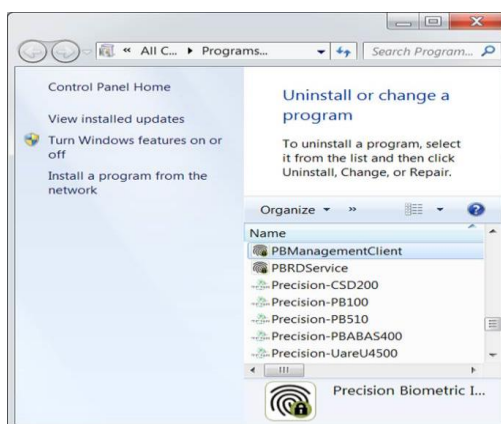 « All C... ▸ Programs...
Search Program...
Control Panel Home
View installed updates
Turn Windows features on or
off
Install a program from the
network
Uninstall or change a
program
To uninstall a program, select
it from the list and then click
Uninstall, Change, or Repair.
Organize »
Name
PBManagementClient
PBRDService
Precision-CSD200
Precision-PB100
Precision-PB510
Precision-PBABAS400
Precision-UareU4500
Precision Biometric I...